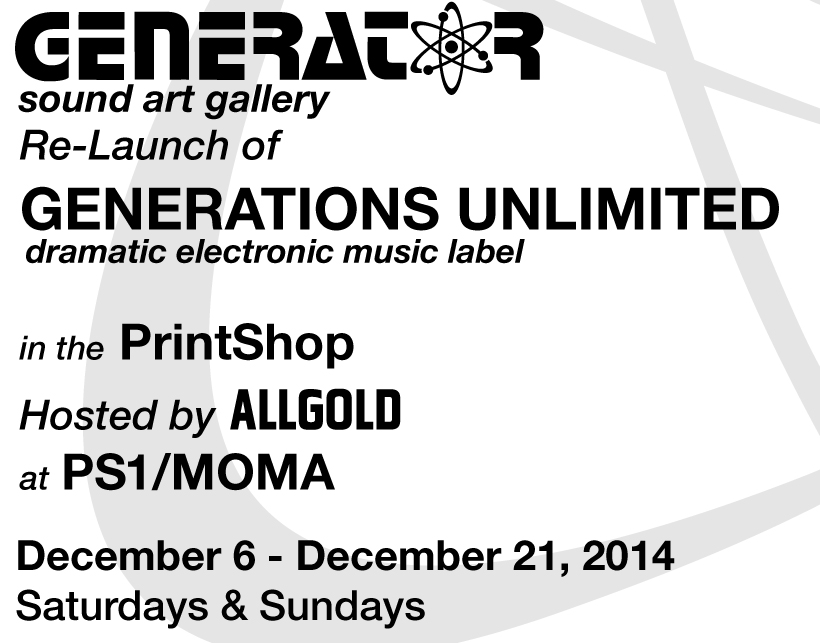 GENERATOR
sound art gallery
Re-Launch of
GENERATIONS UNLIMITED
dramatic electronic music label
in the PrintShop
Hosted by ALLGOLD
at PS1/MOMA
December 6 - December 21, 2014
Saturdays & Sundays